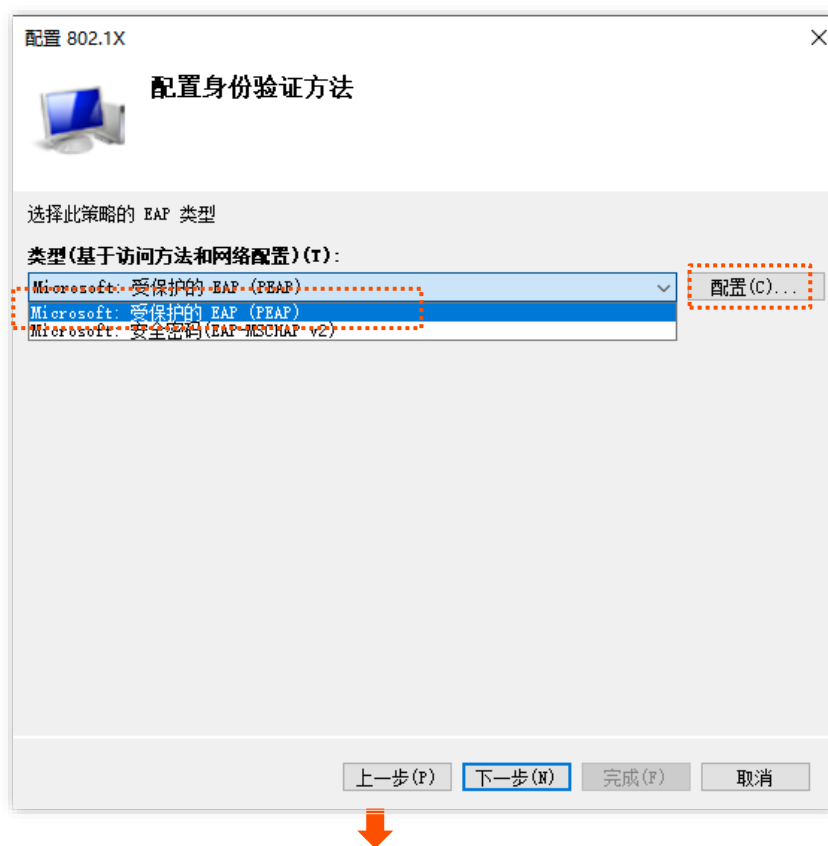 配置 802.1X
配置身份验证方法
选择此策略的 EAP 类型
类型(基于访问方法和网络配置)(T):
Microsoft: 受保护的 EAP (PEAP)
配置(C)...
Microsoft: 受保护的 EAP (PEAP)
Microsoft: 安全密码(EAP-MSCHAP v2)
上一步(P) 下一步(N) 完成(F) 取消